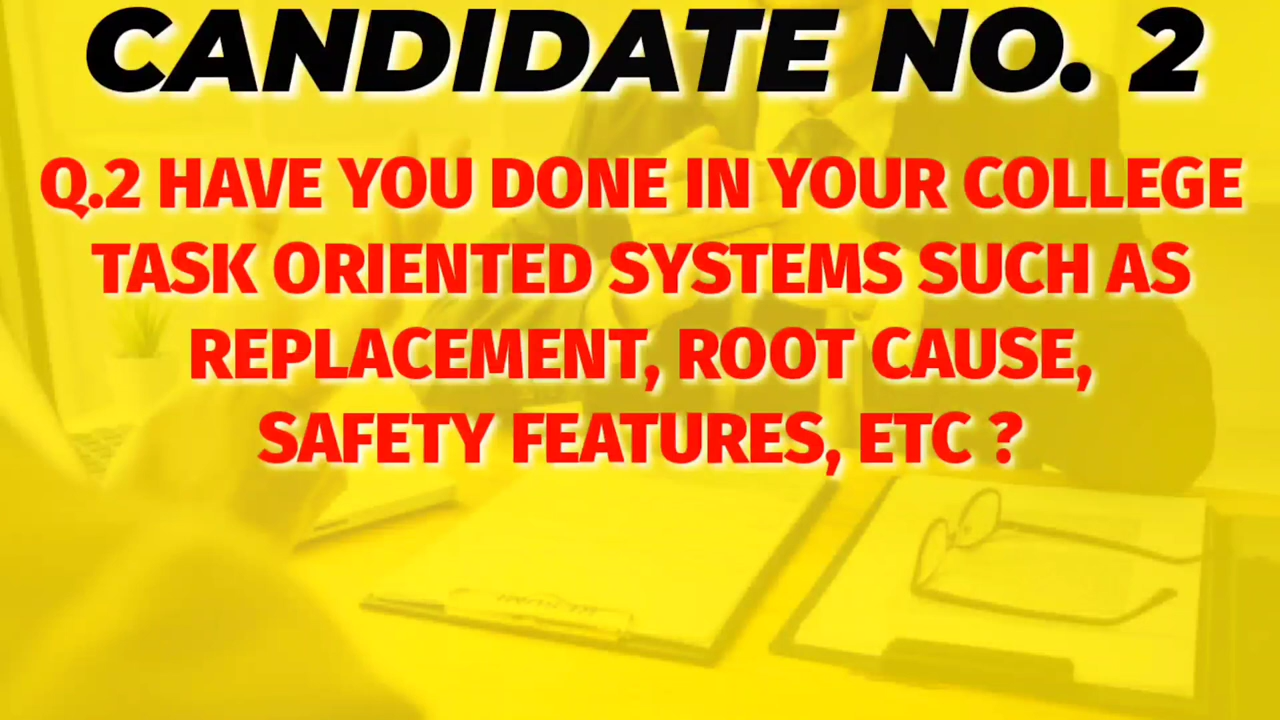 CANDIDATE NO. 2
Q.2 HAVE YOU DONE IN YOUR COLLEGE
TASK ORIENTED SYSTEMS SUCH AS
REPLACEMENT, ROOT CAUSE,
SAFETY FEATURES, ETC ?